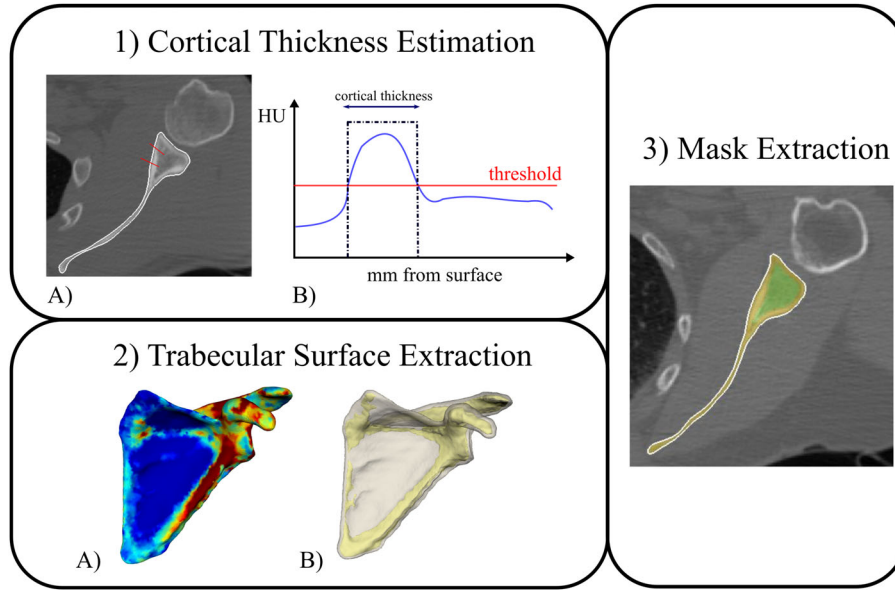 1) Cortical Thickness Estimation
cortical thickness
HU
threshold
mm from surface
A)
B)
2) Trabecular Surface Extraction
A)
B)
3) Mask Extraction